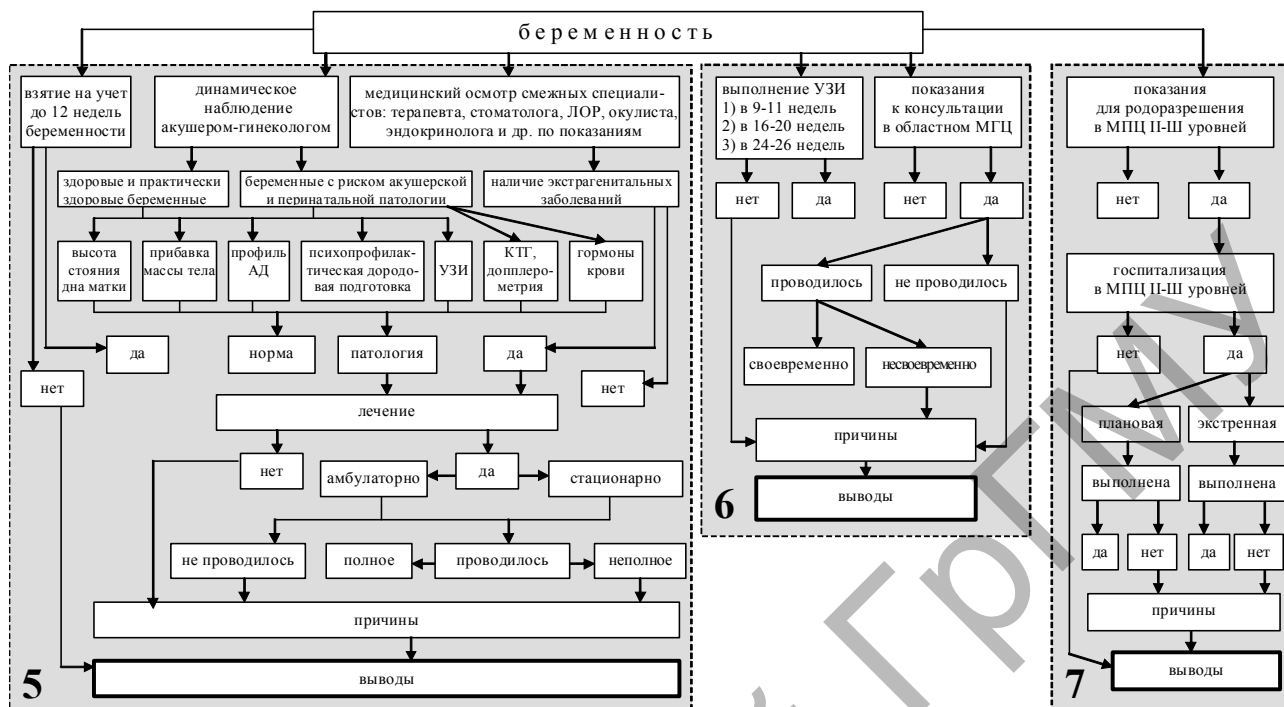 беременность
взятие на учет
до 12 недель
беременности
динамическое
наблюдение
акушером-гинекологом
медицинский осмотр смежных специали-
стов: терапевта, стоматолога, ЛОР, окулиста,
эндокринолога и др. по показаниям
здоровые и практически
здоровые беременные
беременные с риском акушерской
и перинатальной патологии
наличие экстрагенитальных
заболеваний
высота
стояния
дна матки
прибавка
массы тела
профиль
АД
психопрофилак-
тическая дородо-
вая подготовка
УЗИ
КТГ,
допплеро-
метрия
гормоны
крови
да
норма
патология
да
нет
нет
лечение
нет
амбулаторно
да
стационарно
не проводилось
полное
проводилось
неполное
причины
выводы
5
выполнение УЗИ
1) в 9-11 недель
2) в 16-20 недель
3) в 24-26 недель
показания
к консультации
в областном МГЦ
нет
да
нет
да
проводилось
не проводилось
своевременно
несвоевременно
причины
выводы
6
показания
для родоразрешения
в МПЦ II-Ш уровней
нет
да
госпитализация
в МПЦ II-Ш уровней
нет
да
плановая
экстренная
выполнена
выполнена
да
нет
да
нет
причины
выводы
7
ГрГМУ